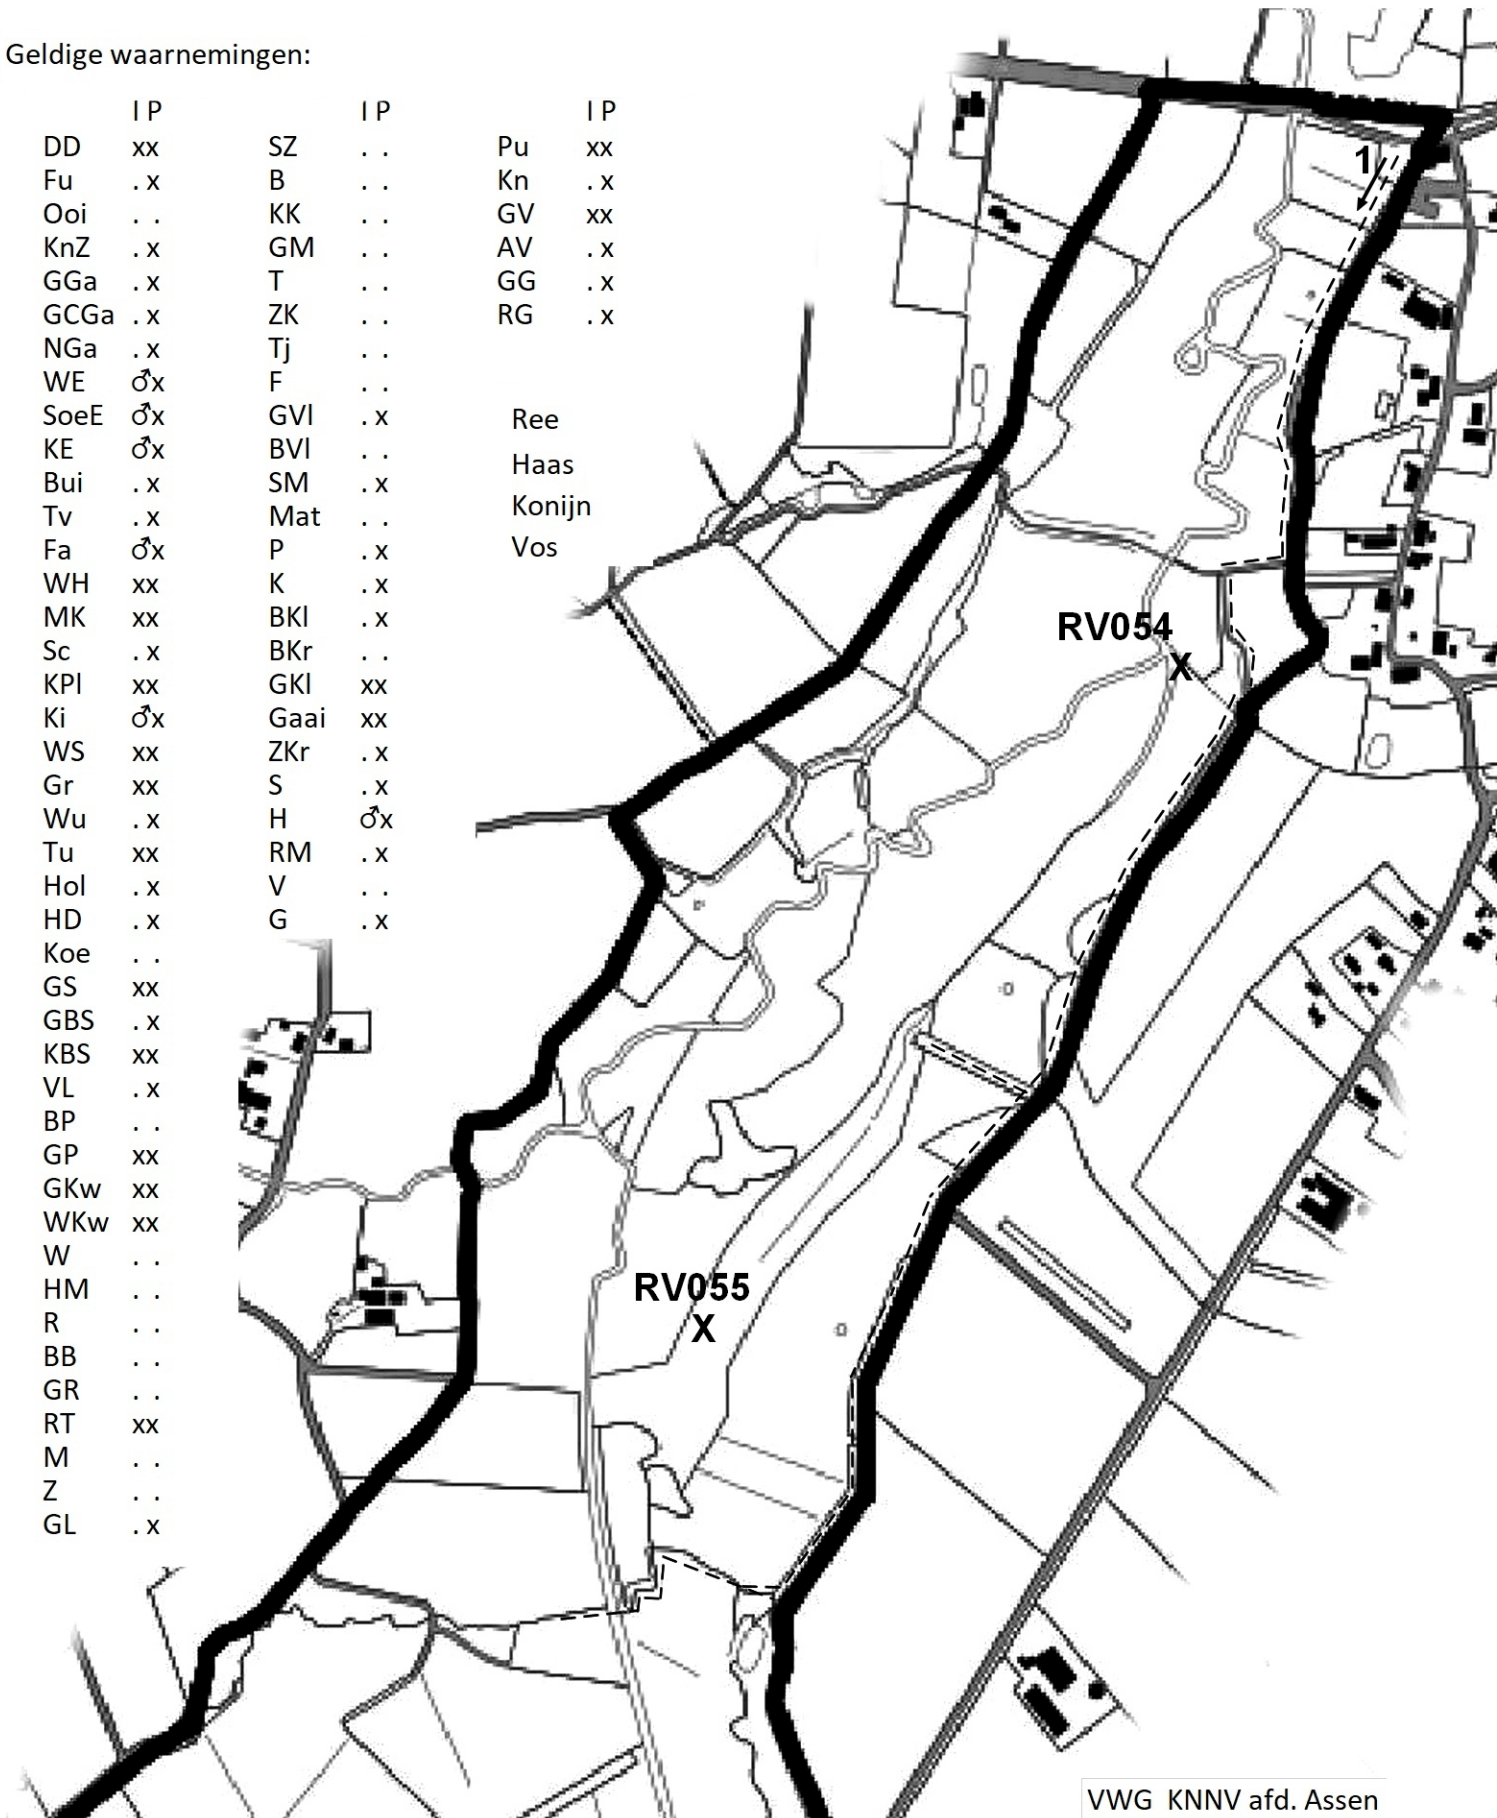 Geldige waarnemingen:
I P
DD xx
Fu . x
Ooi . .
KnZ . x
GGa . x
GCGa . x
NGa . x
WE ♂x
SoeE ♂x
KE ♂x
Bui . x
Tv . x
Fa ♂x
WH xx
MK xx
Sc . x
KPl xx
Ki ♂x
WS xx
Gr xx
Wu . x
Tu xx
Hol . x
HD . x
Koe . .
GS xx
GBS . x
KBS xx
VL . x
BP . .
GP xx
GKw xx
WKw xx
W . .
HM . .
R . .
BB . .
GR . .
RT xx
M . .
Z . .
GL . x
I P
SZ . .
B . .
KK . .
GM . .
T . .
ZK . .
Tj . .
F . .
GVl . x
BVl . .
SM . x
Mat . .
P . x
K . x
BKl . x
BKr . .
GKl xx
Gaai xx
ZKr . x
S . x
H ♂x
RM . x
V . .
G . x
I P
Pu xx
Kn . x
GV xx
AV . x
GG . x
RG . x
Ree
Haas
Konijn
Vos
1
RV054
X
RV055
X
VWG KNNV afd. Assen